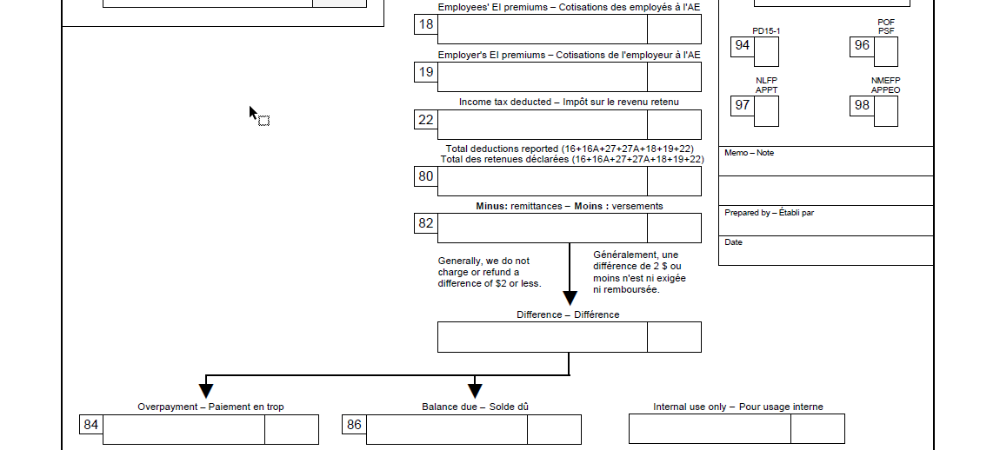 Employees' EI premiums – Cotisations des employés à l'AE
18
Employer's EI premiums – Cotisations de l'employeur à l'AE
19
Income tax deducted – Impôt sur le revenu retenu
22
Total deductions reported (16+16A+27+27A+18+19+22)
Total des retenues déclarées (16+16A+27+27A+18+19+22)
80
Minus: remittances – Moins : versements
82
Generally, we do not
charge or refund a
difference of $2 or less.
Généralement, une
différence de 2 $ ou
moins n'est ni exigée
ni remboursée.
Difference – Différence
Overpayment – Paiement en trop
84
Balance due – Solde dû
86
Internal use only – Pour usage interne
PD15-1
94
POF
PSF
96
NLFP
APPT
97
NMEFP
APPEO
98
Memo – Note
Prepared by – Établi par
Date